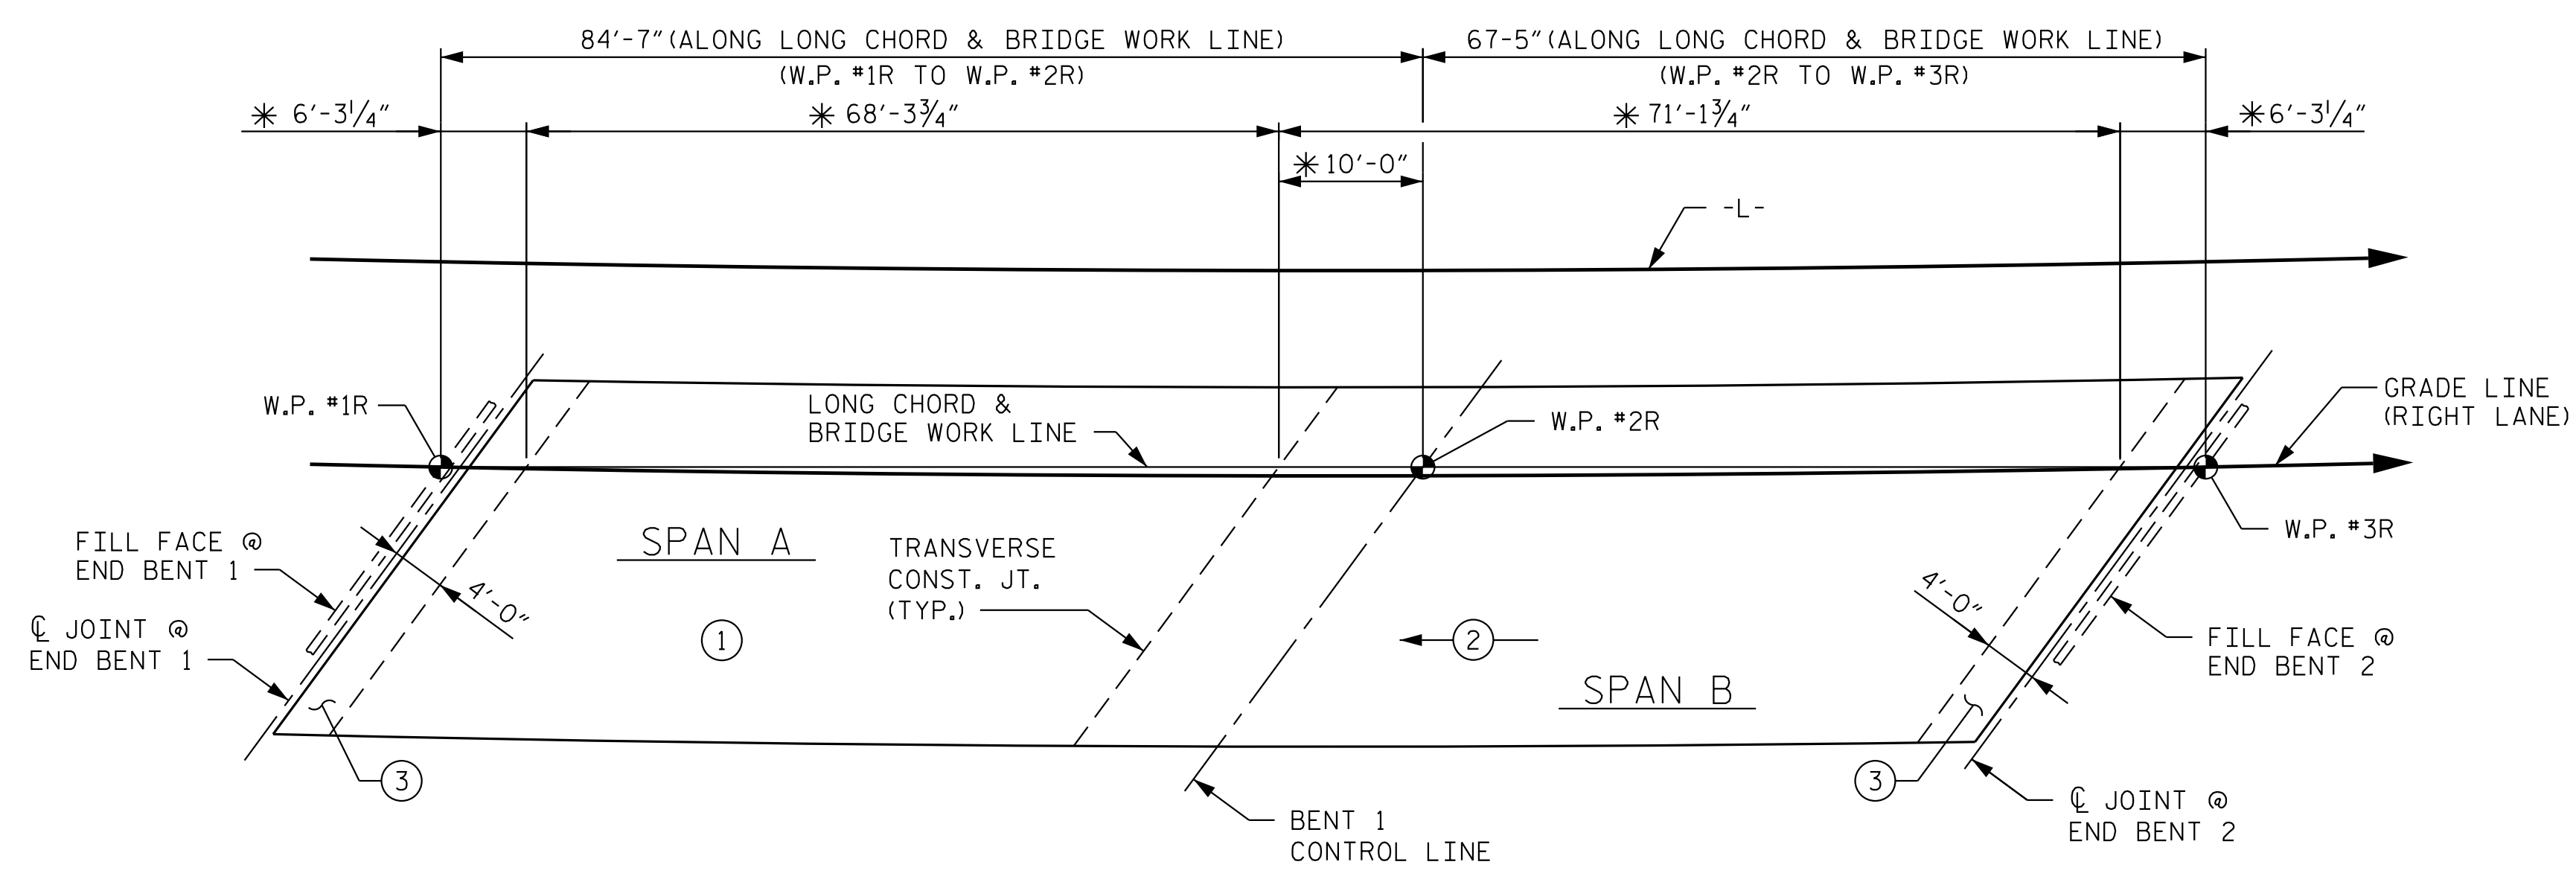 84'-7"(ALONG LONG CHORD & BRIDGE WORK LINE)
(W.P. #1R TO W.P. #2R)
67-5"(ALONG LONG CHORD & BRIDGE WORK LINE)
(W.P. #2R TO W.P. #3R)
✳ 6'-3¼"
✳ 68'-3¾"
✳ 71'-1¾"
✳6'-3¼"
✳10'-0"
-L-
W.P. #1R
LONG CHORD &
BRIDGE WORK LINE
W.P. #2R
GRADE LINE
(RIGHT LANE)
W.P. #3R
FILL FACE @
END BENT 1
SPAN A
TRANSVERSE
CONST. JT.
(TYP.)
4'-0"
4'-0"
℄ JOINT @
END BENT 1
1
2
FILL FACE @
END BENT 2
SPAN B
3
3
BENT 1
CONTROL LINE
℄ JOINT @
END BENT 2